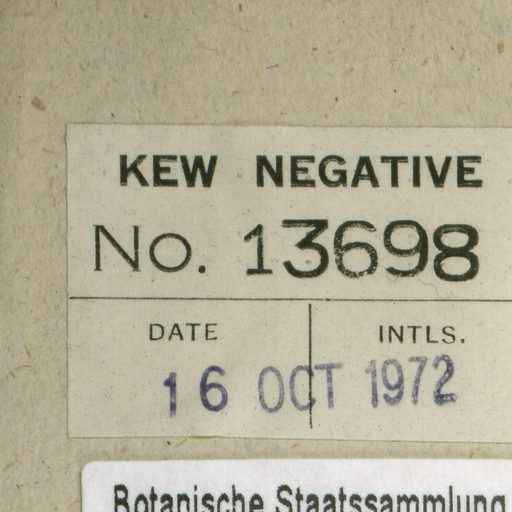 KEW NEGATIVE
No. 13698
DATE INTLS.
16 OCT 1972
Botanische Staatssammlung